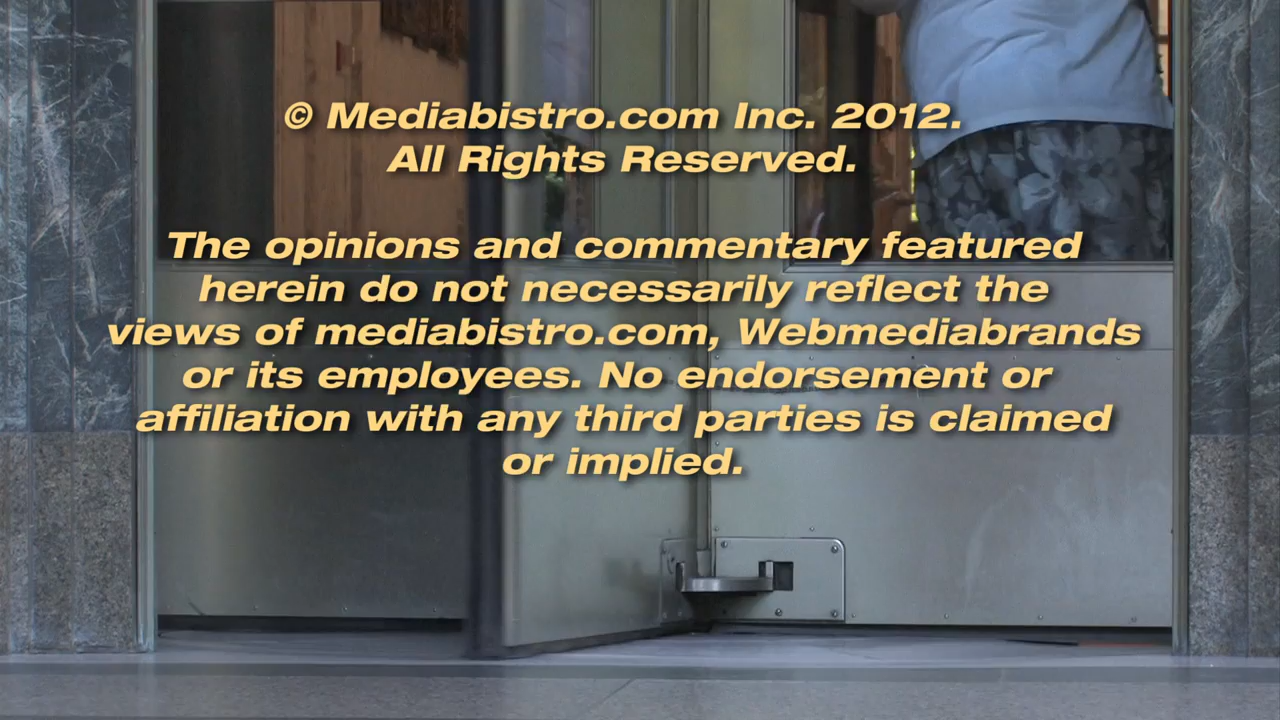 © Mediabistro.com Inc. 2012.
All Rights Reserved.
The opinions and commentary featured
herein do not necessarily reflect the
views of mediabistro.com, Webmediabrands
or its employees. No endorsement or
affiliation with any third parties is claimed
or implied.